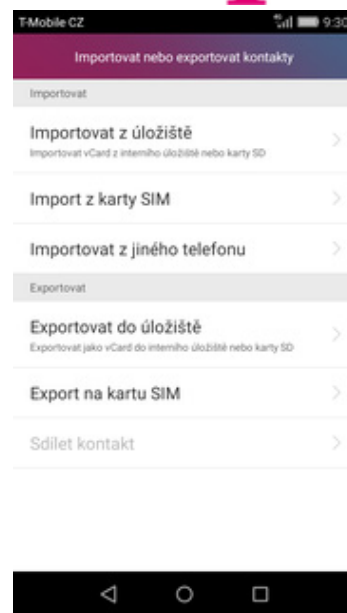 T-Mobile CZ 9:30
Importovat nebo exportovat kontakty
Importovat
Importovat z úložiště
Importovat vCard z interního úložiště nebo karty SD
Import z karty SIM
Importovat z jiného telefonu
Exportovat
Exportovat do úložiště
Exportovat jako vCard do interního úložiště nebo karty SD
Export na kartu SIM
Sdílet kontakt